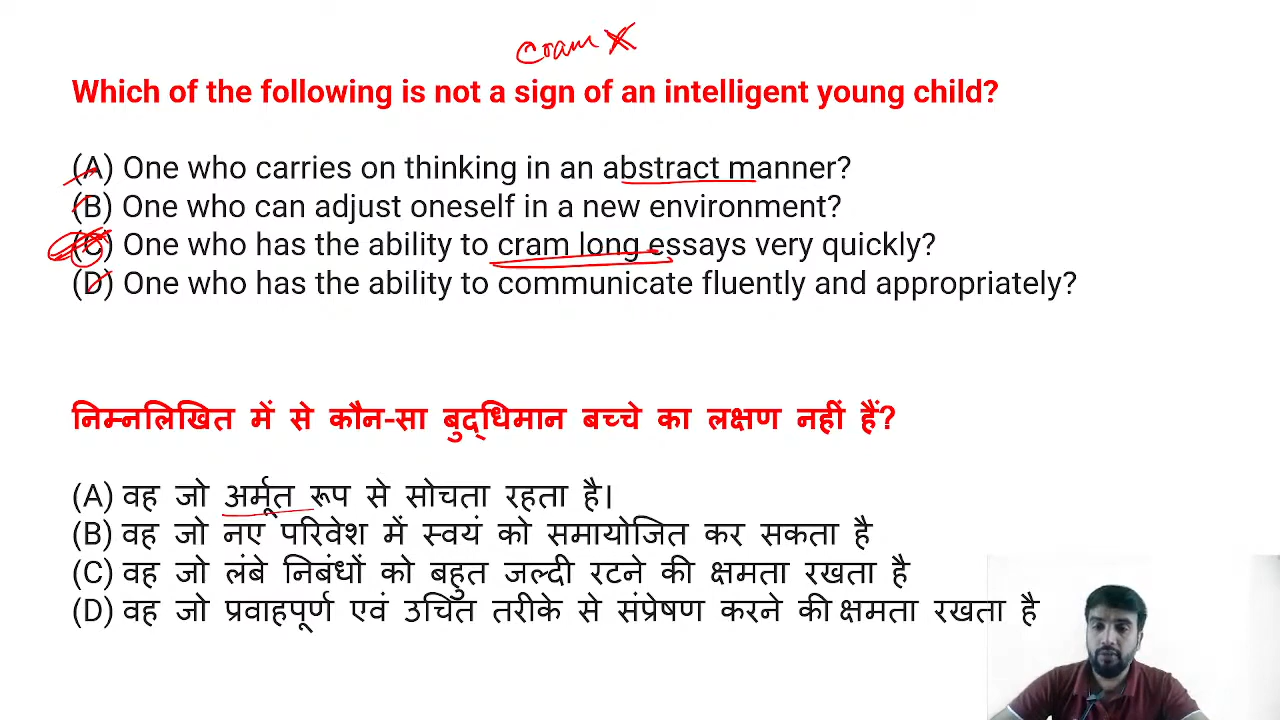 cram X
Which of the following is not a sign of an intelligent young child?
(A) One who carries on thinking in an abstract manner?
(B) One who can adjust oneself in a new environment?
(C) One who has the ability to cram long essays very quickly?
(D) One who has the ability to communicate fluently and appropriately?
निम्नलिखित में से कौन-सा बुद्धिमान बच्चे का लक्षण नहीं हैं?
(A) वह जो अर्मूत रूप से सोचता रहता है।
(B) वह जो नए परिवेश में स्वयं को समायोजित कर सकता है
(C) वह जो लंबे निबंधों को बहुत जल्दी रटने की क्षमता रखता है
(D) वह जो प्रवाहपूर्ण एवं उचित तरीके से संप्रेषण करने की क्षमता रखता है